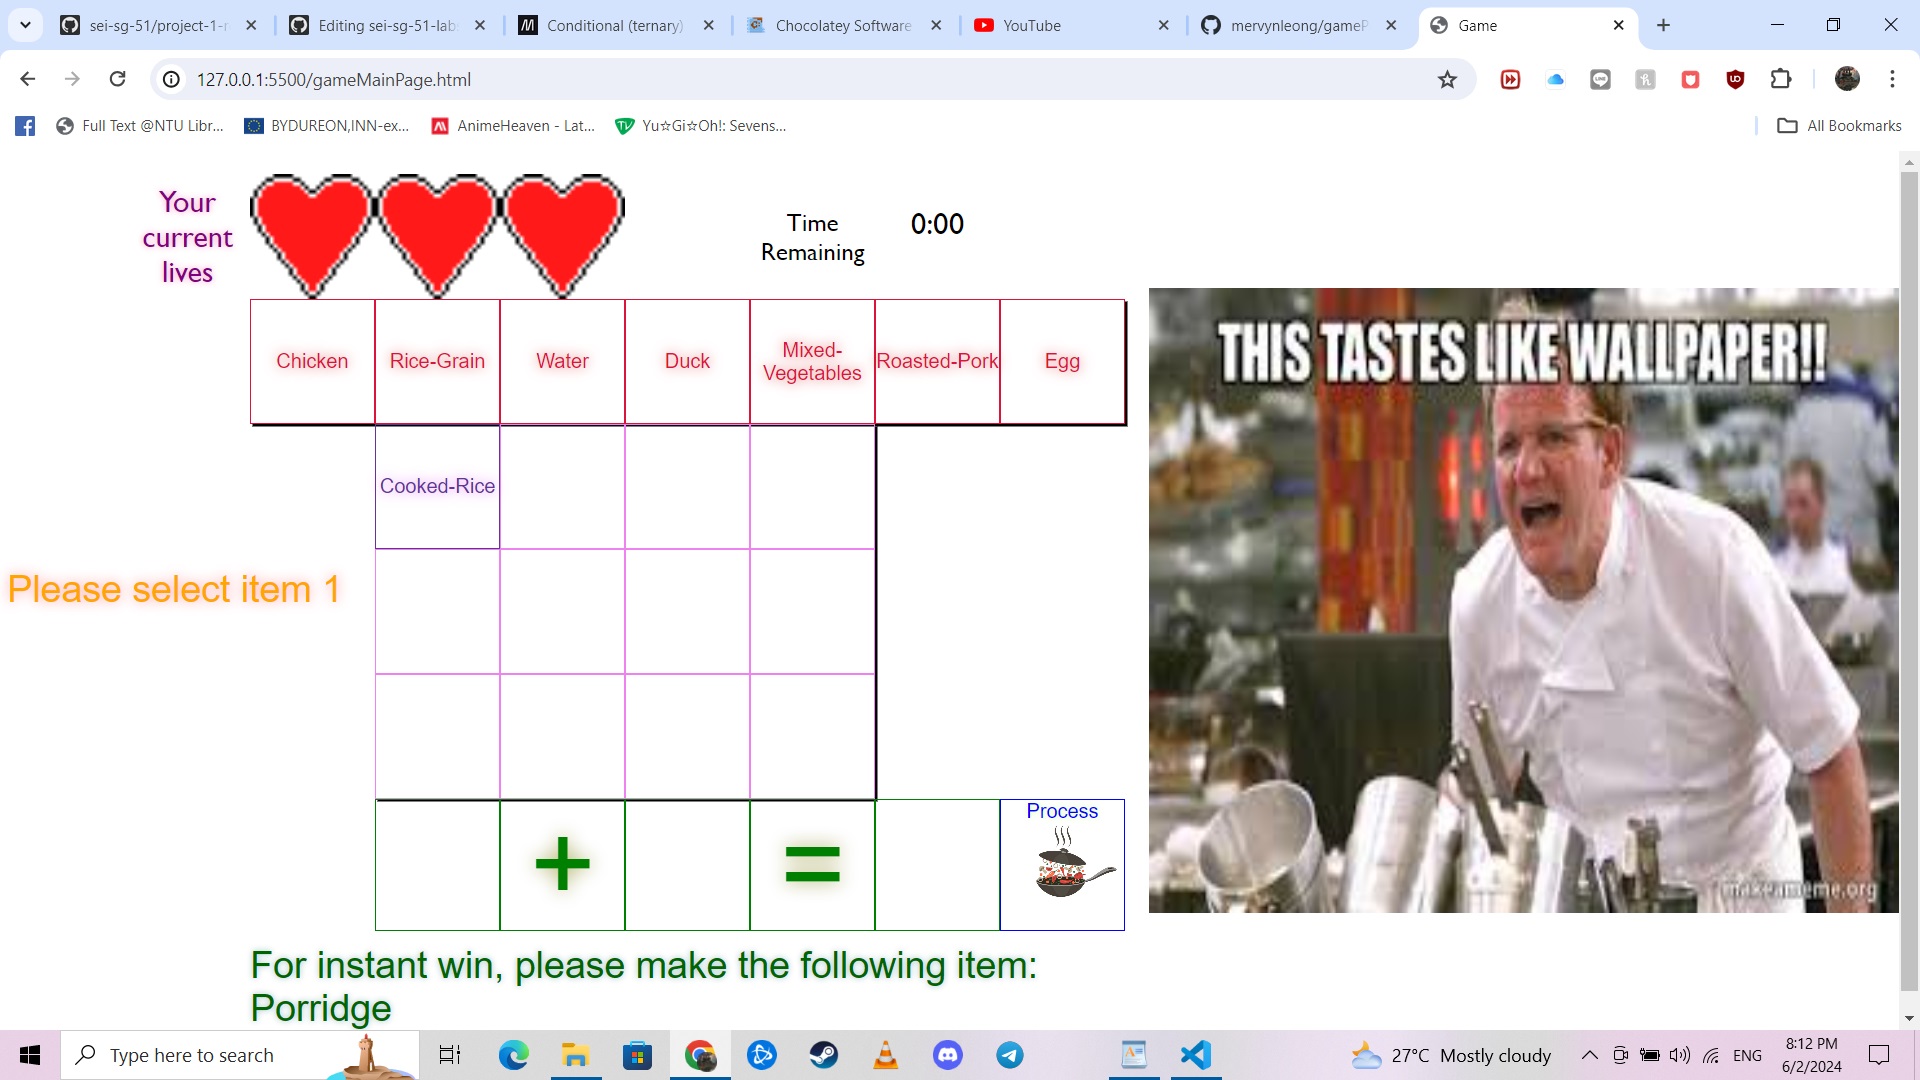 sei-sg-51/project-1-r
Editing sei-sg-51-lab
Conditional (ternary)
Chocolatey Software
YouTube
mervynleong/gameP
Game
127.0.0.1:5500/gameMainPage.html
Full Text @NTU Libr...
BYDUREON,INN-ex...
AnimeHeaven - Lat...
Yu☆Gi☆Oh!: Sevens...
All Bookmarks
Your
current
lives
Time
Remaining
0:00
Chicken
Rice-Grain
Water
Duck
Mixed-
Vegetables
Roasted-Pork
Egg
THIS TASTES LIKE WALLPAPER!!
Cooked-Rice
Please select item 1
+
=
Process
makeameme.org
For instant win, please make the following item:
Porridge
Type here to search
27°C Mostly cloudy
ENG
8:12 PM
6/2/2024